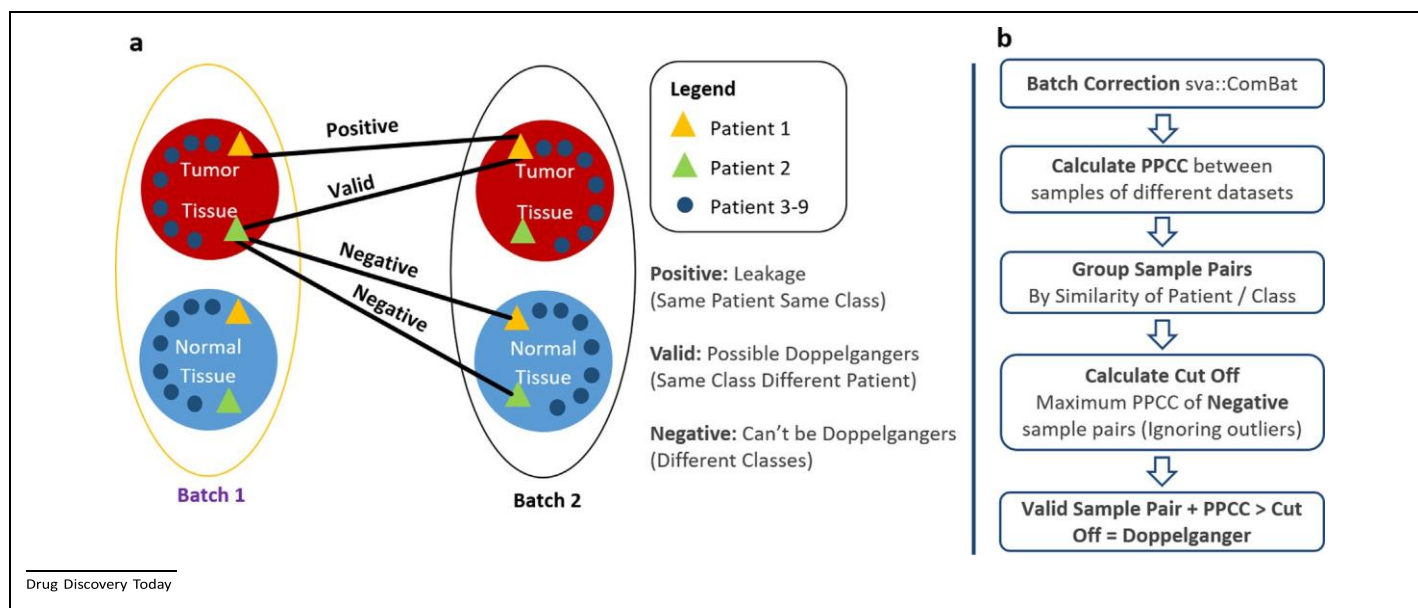 a
Positive
Valid
Negative
Negative
Tumor
Tissue
Normal
Tissue
Batch 1
Tumor
Tissue
Normal
Tissue
Batch 2
Legend
Patient 1
Patient 2
Patient 3-9
Positive: Leakage
(Same Patient Same Class)
Valid: Possible Doppelgangers
(Same Class Different Patient)
Negative: Can't be Doppelgangers
(Different Classes)
b
Batch Correction sva::ComBat
Calculate PPCC between
samples of different datasets
Group Sample Pairs
By Similarity of Patient / Class
Calculate Cut Off
Maximum PPCC of Negative
sample pairs (Ignoring outliers)
Valid Sample Pair + PPCC > Cut
Off = Doppelganger
Drug Discovery Today